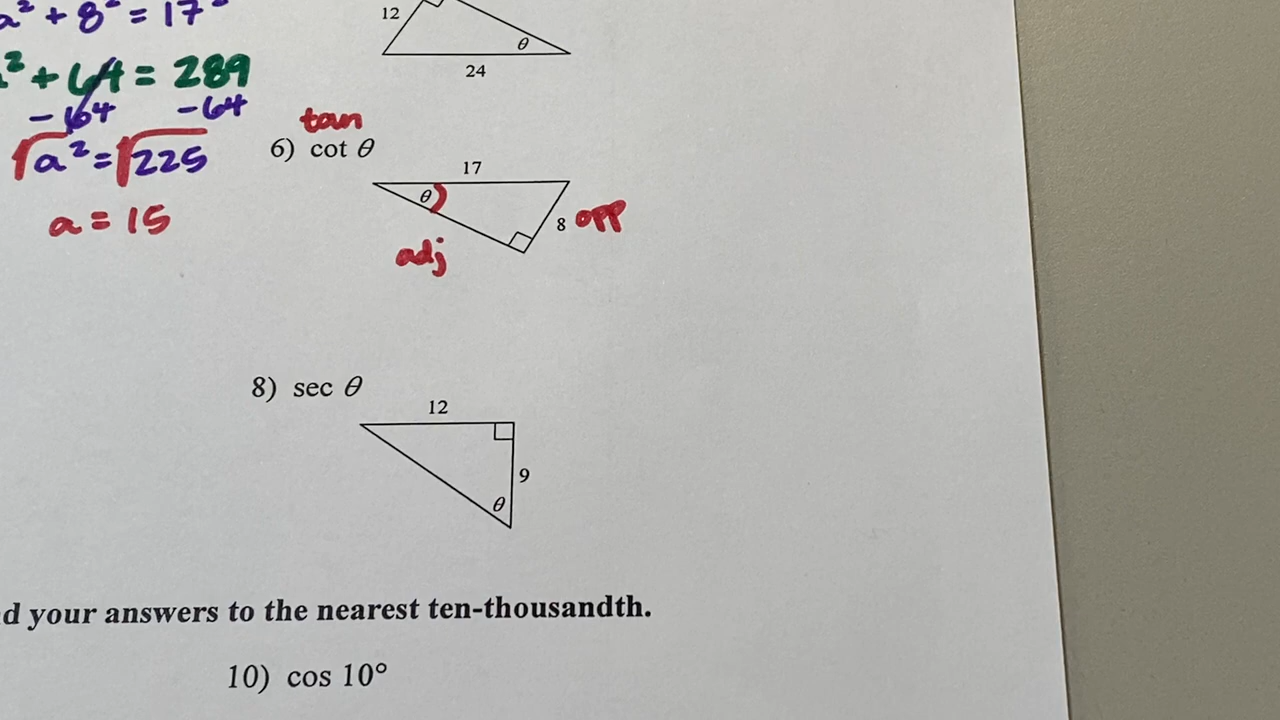 a² + 8² = 17²
² + 64 = 289
- 64 - 64
√a² = √225
a = 15
12
θ
24
tan
6) cot θ
17
θ
8 opp
adj
8) sec θ
12
9
θ
d your answers to the nearest ten-thousandth.
10) cos 10°